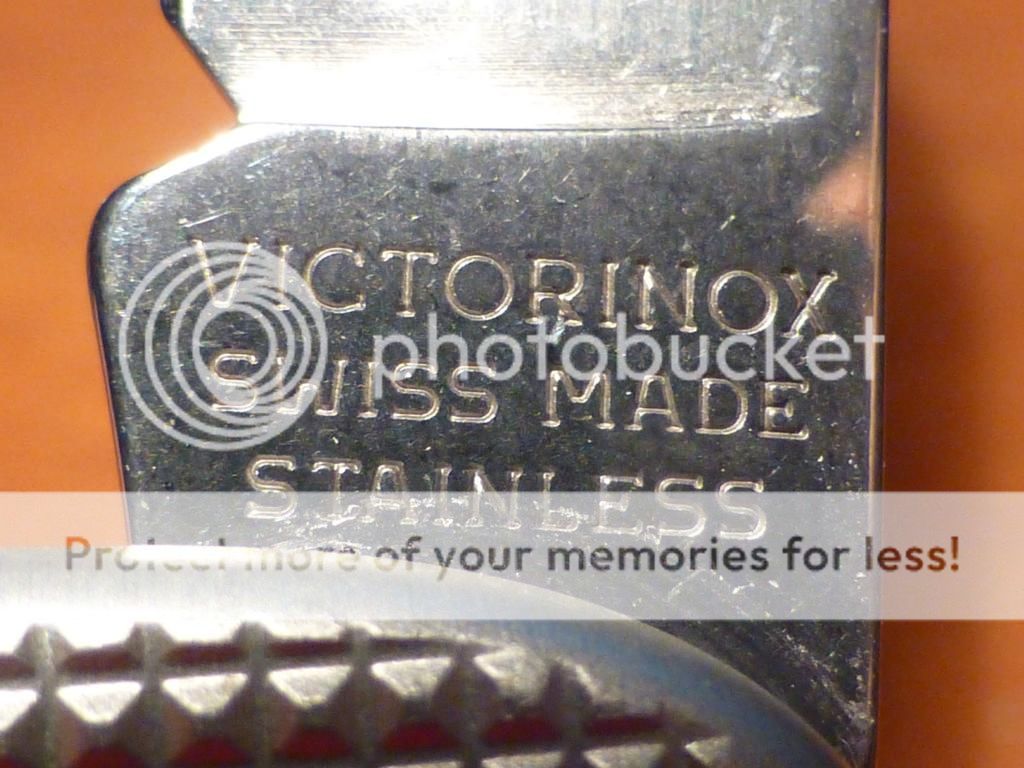 VICTORINOX
photobucket
SWISS MADE
STAINLESS
Protect more of your memories for less!